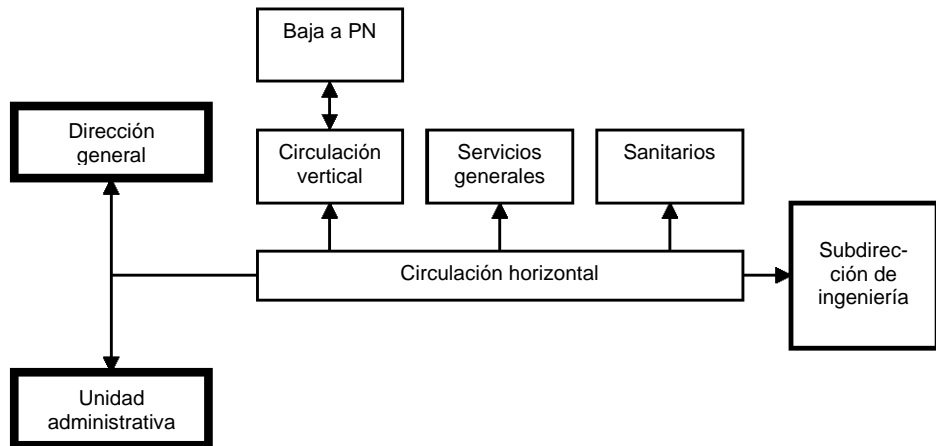 Baja a PN
Dirección
general
Circulación
vertical
Servicios
generales
Sanitarios
Circulación horizontal
Subdirec-
ción de
ingeniería
Unidad
administrativa